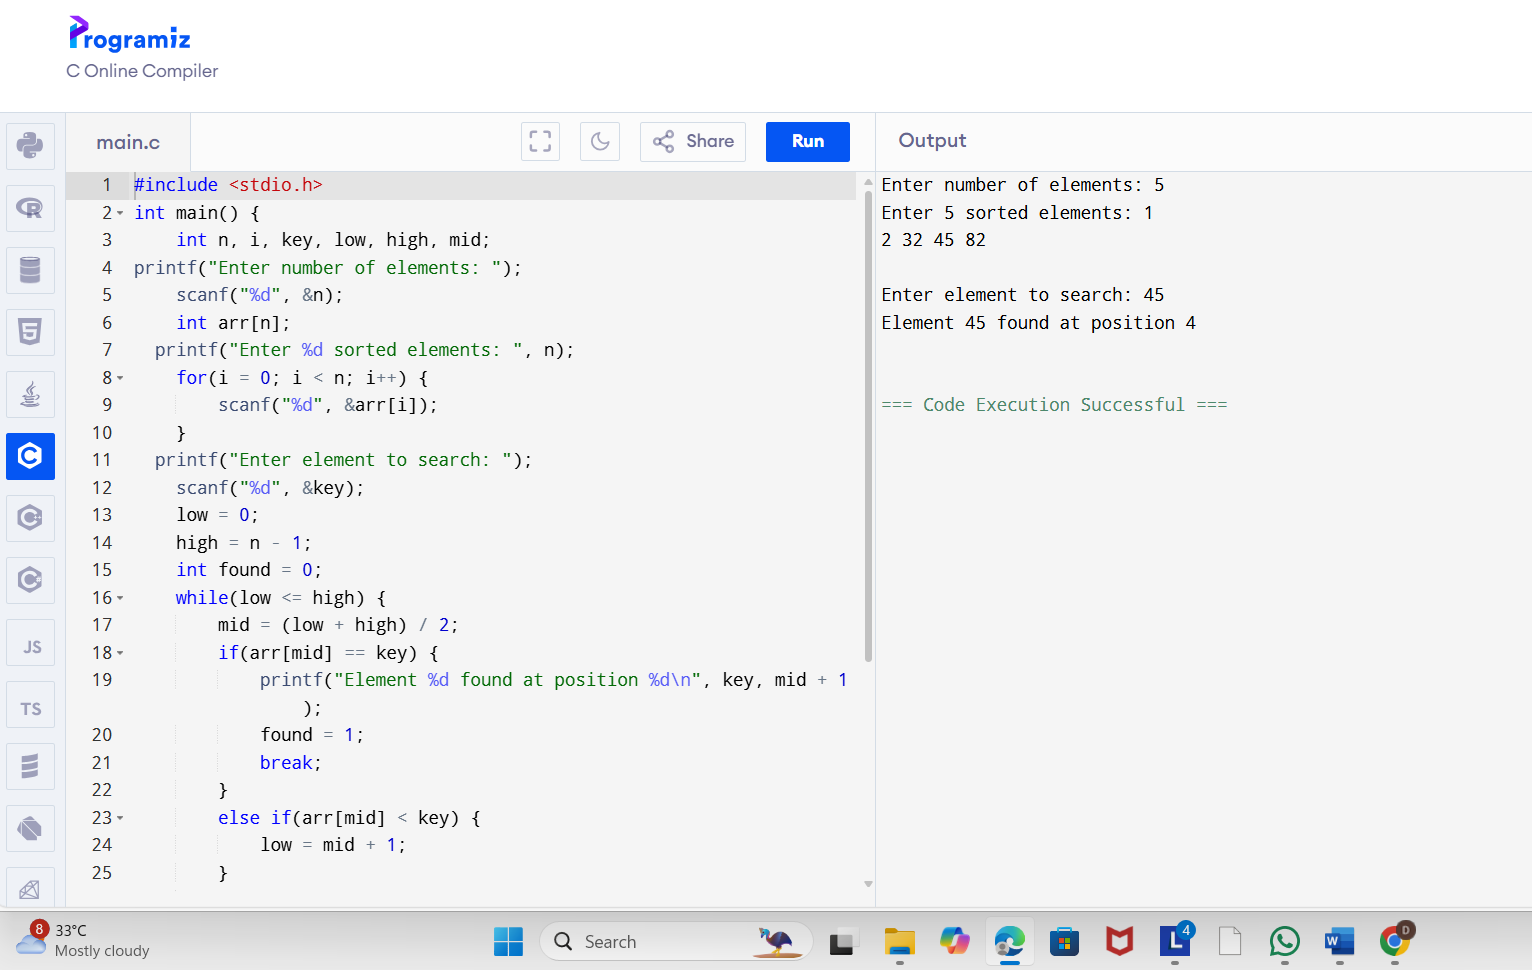 Programiz
C Online Compiler
main.c
Share
Run
Output
1 #include <stdio.h>
2 int main() {
3 int n, i, key, low, high, mid;
4 printf("Enter number of elements: ");
5 scanf("%d", &n);
6 int arr[n];
7 printf("Enter %d sorted elements: ", n);
8 for(i = 0; i < n; i++) {
9 scanf("%d", &arr[i]);
10 }
11 printf("Enter element to search: ");
12 scanf("%d", &key);
13 low = 0;
14 high = n - 1;
15 int found = 0;
16 while(low <= high) {
17 mid = (low + high) / 2;
18 if(arr[mid] == key) {
19 printf("Element %d found at position %d\n", key, mid + 1
);
20 found = 1;
21 break;
22 }
23 else if(arr[mid] < key) {
24 low = mid + 1;
25 }
Enter number of elements: 5
Enter 5 sorted elements: 1
2 32 45 82
Enter element to search: 45
Element 45 found at position 4
=== Code Execution Successful ===
R
5
C
JS
TS
8
33°C
Mostly cloudy
Search
L
4
W
D